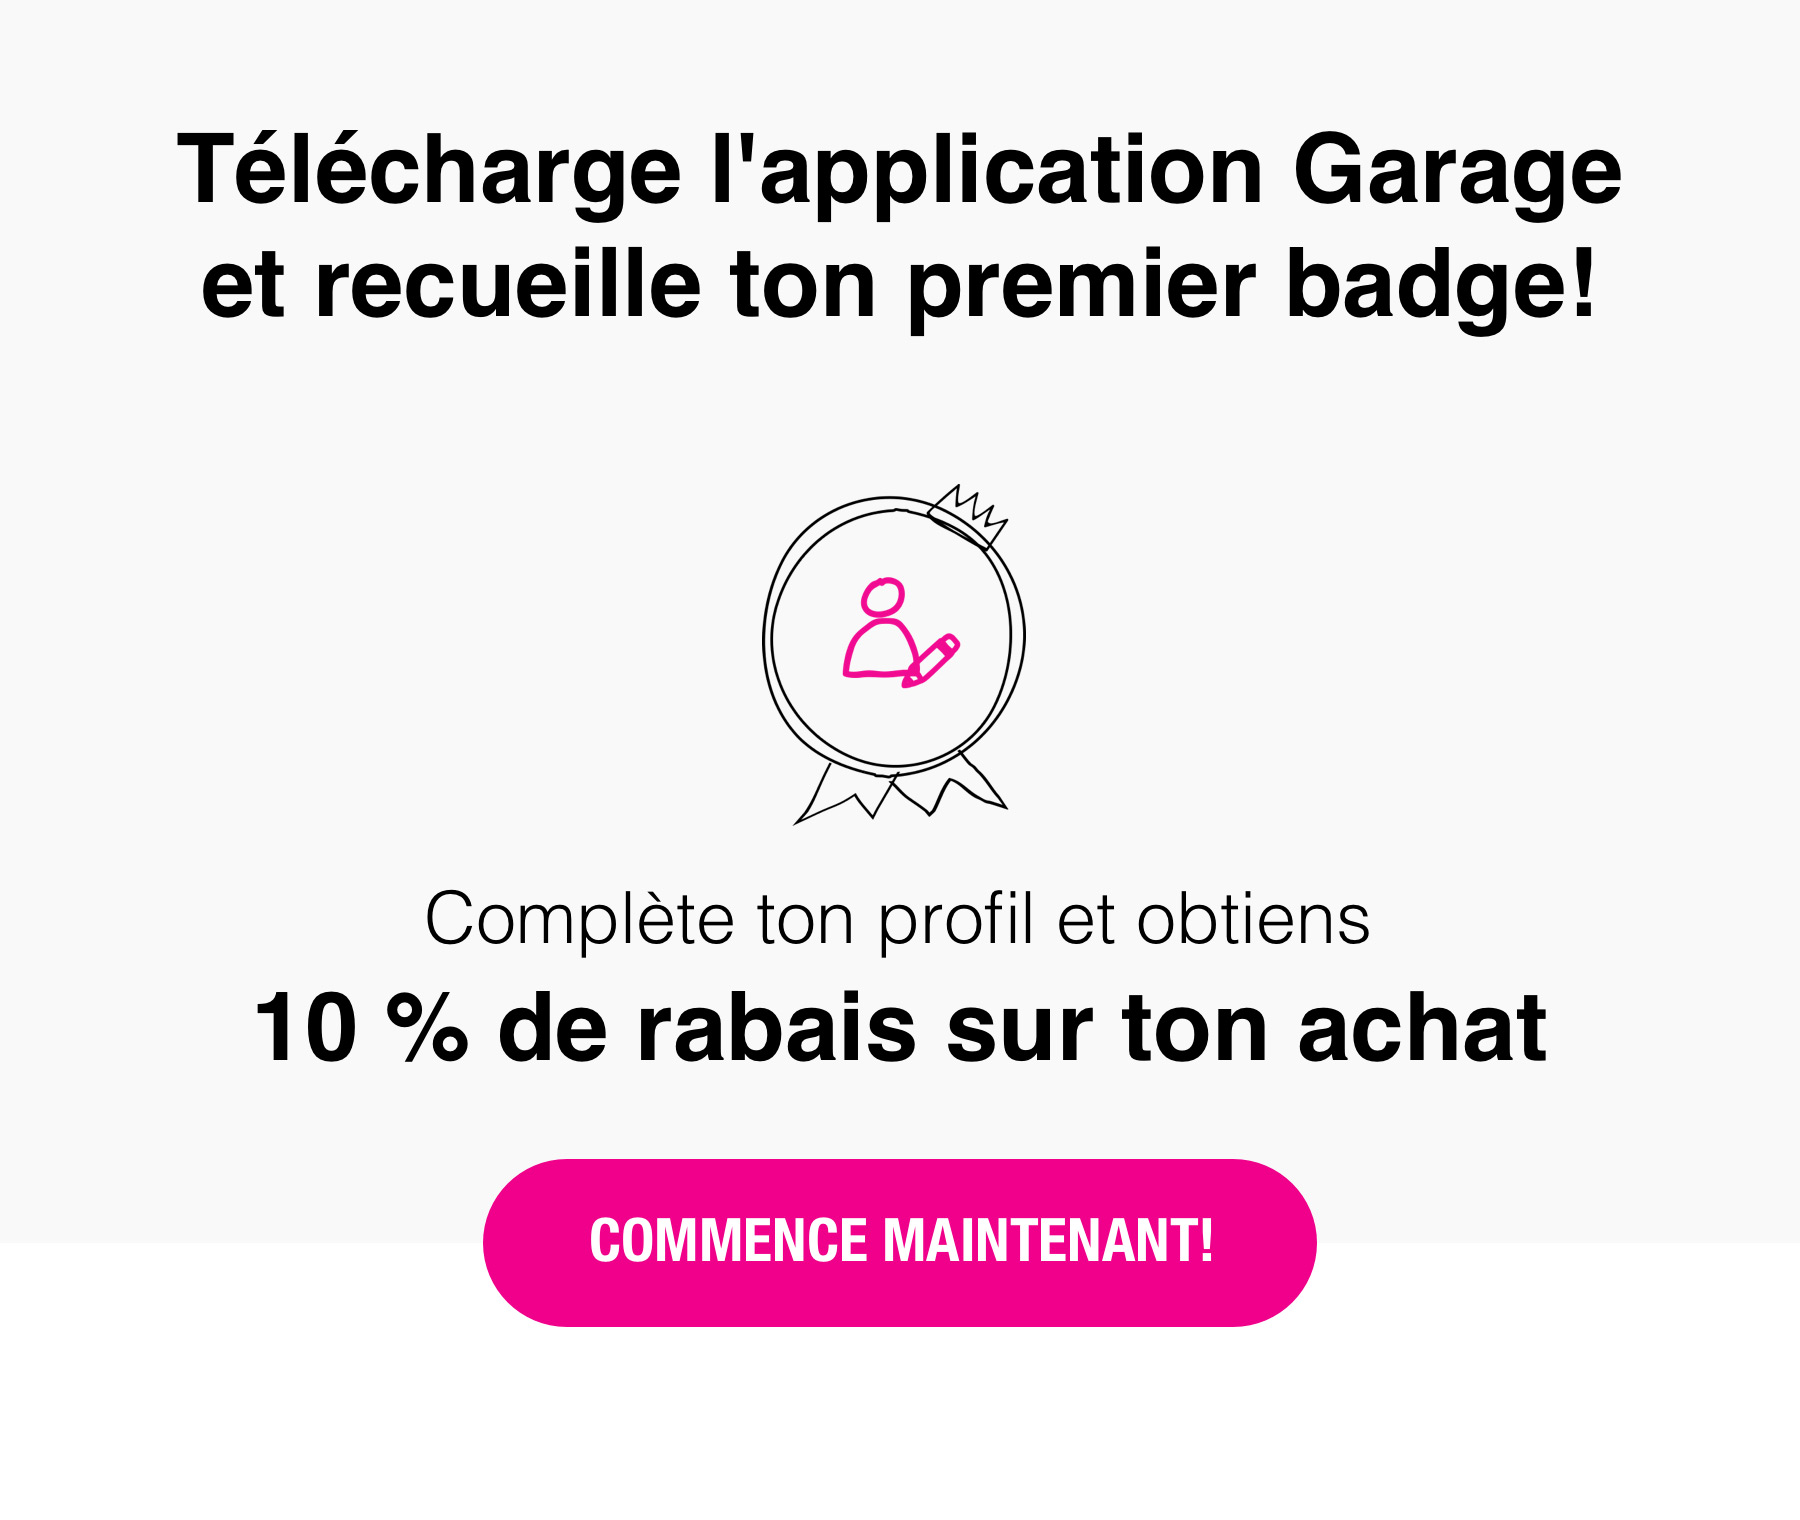 Télécharge l'application Garage
et recueille ton premier badge!
Complète ton profil et obtiens
10 % de rabais sur ton achat
COMMENCE MAINTENANT!